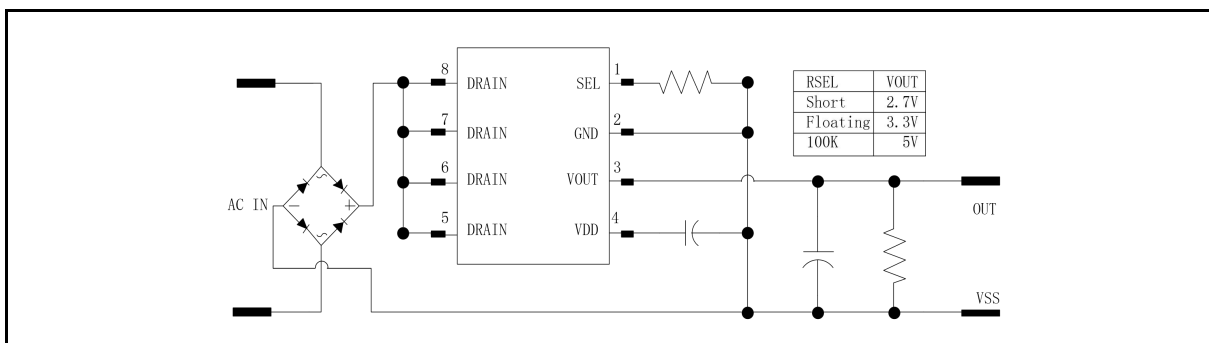 8 DRAIN SEL 1
7 DRAIN GND 2
6 DRAIN VOUT 3
5 DRAIN VDD 4
AC IN
RSEL VOUT
Short 2.7V
Floating 3.3V
100K 5V
OUT
VSS